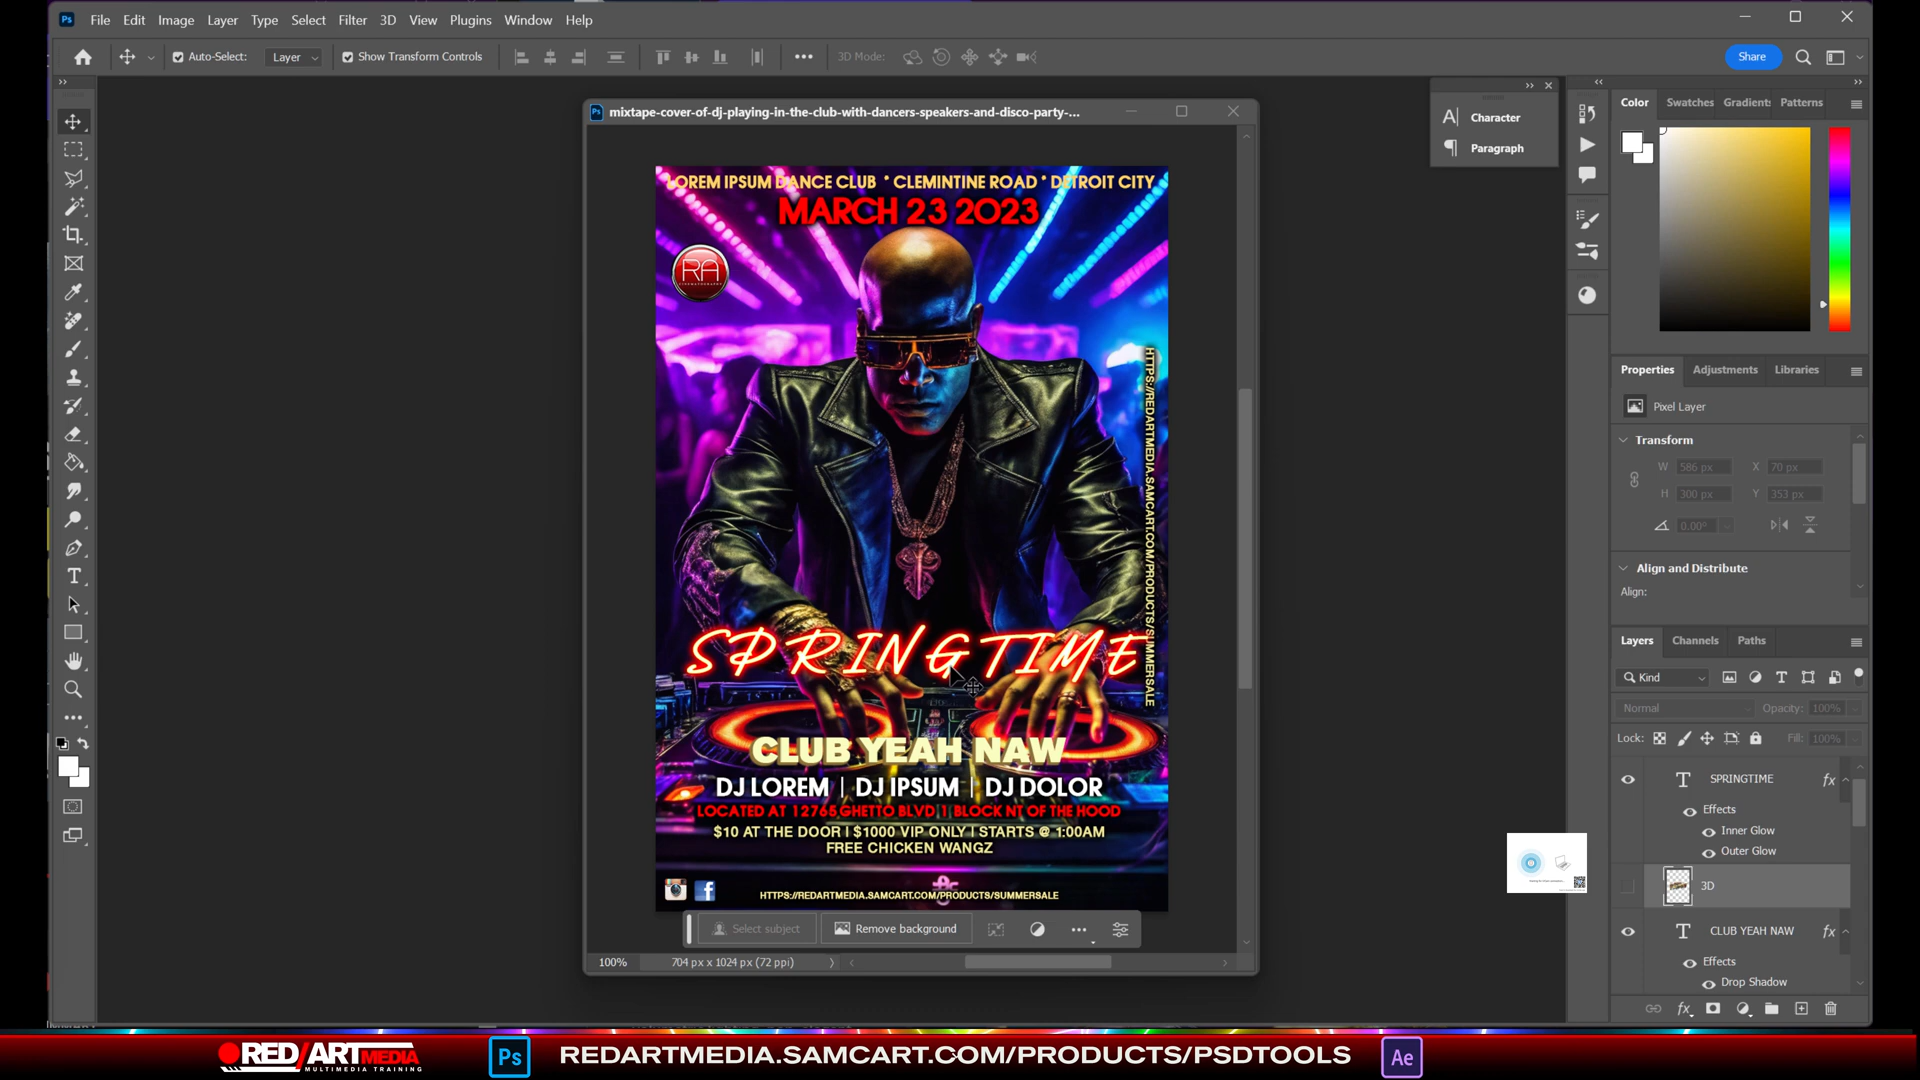 Ps File Edit Image Layer Type Select Filter 3D View Plugins Window Help
Auto-Select: Layer Show Transform Controls 3D Mode: Share
mixtape-cover-of-dj-playing-in-the-club-with-dancers-speakers-and-disco-party-...
Character
Paragraph
Color Swatches Gradients Patterns
LOREM IPSUM DANCE CLUB * CLEMINTINE ROAD * DETROIT CITY
MARCH 23 2023
RA
HTTPS://REDARTMEDIA.SAMCART.COM/PRODUCTS/SUMMERSALE
SPRINGTIME
CLUB YEAH NAW
DJ LOREM | DJ IPSUM | DJ DOLOR
LOCATED AT 12765 GHETTO BLVD 1 BLOCK NT OF THE HOOD
$10 AT THE DOOR | $1000 VIP ONLY | STARTS @ 1:00AM
FREE CHICKEN WANGZ
HTTPS://REDARTMEDIA.SAMCART.COM/PRODUCTS/SUMMERSALE
Select subject Remove background
100% 704 px x 1024 px (72 ppi)
Properties Adjustments Libraries
Pixel Layer
Transform
W 586 px X 70 px
H 300 px Y 353 px
0.00°
Align and Distribute
Align:
Layers Channels Paths
Kind
Normal Opacity: 100%
Lock: Fill: 100%
T SPRINGTIME fx
Effects
Inner Glow
Outer Glow
3D
T CLUB YEAH NAW fx
Effects
Drop Shadow
RED/ARTMEDIA
MULTIMEDIA TRAINING
Ps REDARTMEDIA.SAMCART.COM/PRODUCTS/PSDTOOLS Ae